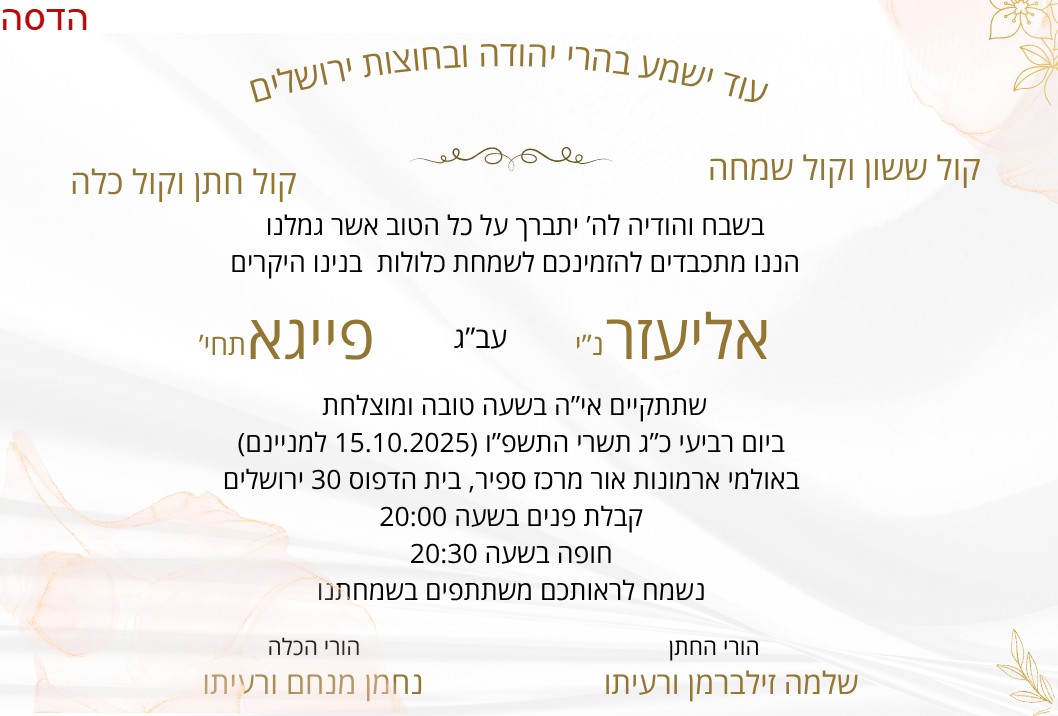 הדסה
עוד ישמע בהרי יהודה ובחוצות ירושלים
קול ששון וקול שמחה
קול חתן וקול כלה
בשבח והודיה לה’ יתברך על כל הטוב אשר גמלנו
הננו מתכבדים להזמינכם לשמחת כלולות בנינו היקרים
אליעזר נ”י עב”ג פייגא תחי’
שתתקיים אי”ה בשעה טובה ומוצלחת
ביום רביעי כ”ג תשרי התשפ”ו (15.10.2025 למניינם)
באולמי ארמונות אור מרכז ספיר, בית הדפוס 30 ירושלים
קבלת פנים בשעה 20:00
חופה בשעה 20:30
נשמח לראותכם משתתפים בשמחתנו
הורי החתן
שלמה זילברמן ורעיתו
הורי הכלה
נחמן מנחם ורעיתו